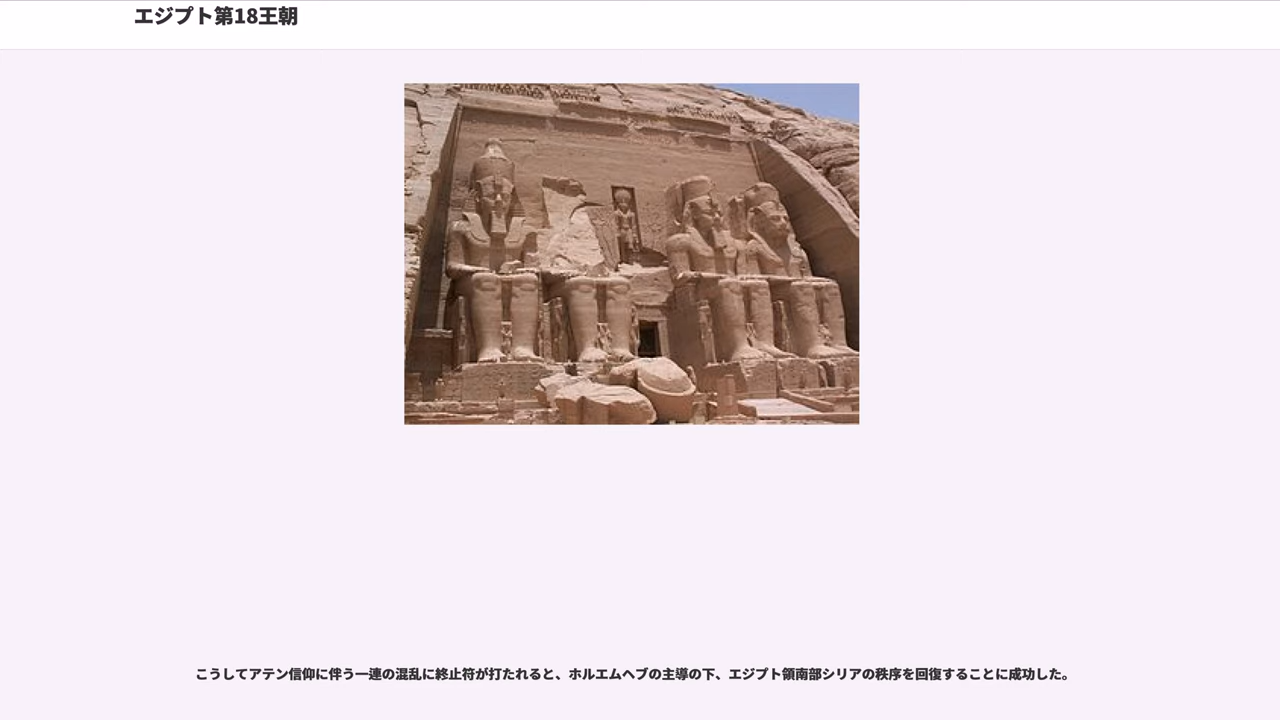 エジプト第18王朝
こうしてアテン信仰に伴う一連の混乱に終止符が打たれると、ホルエムヘブの主導の下、エジプト領南部シリアの秩序を回復することに成功した。